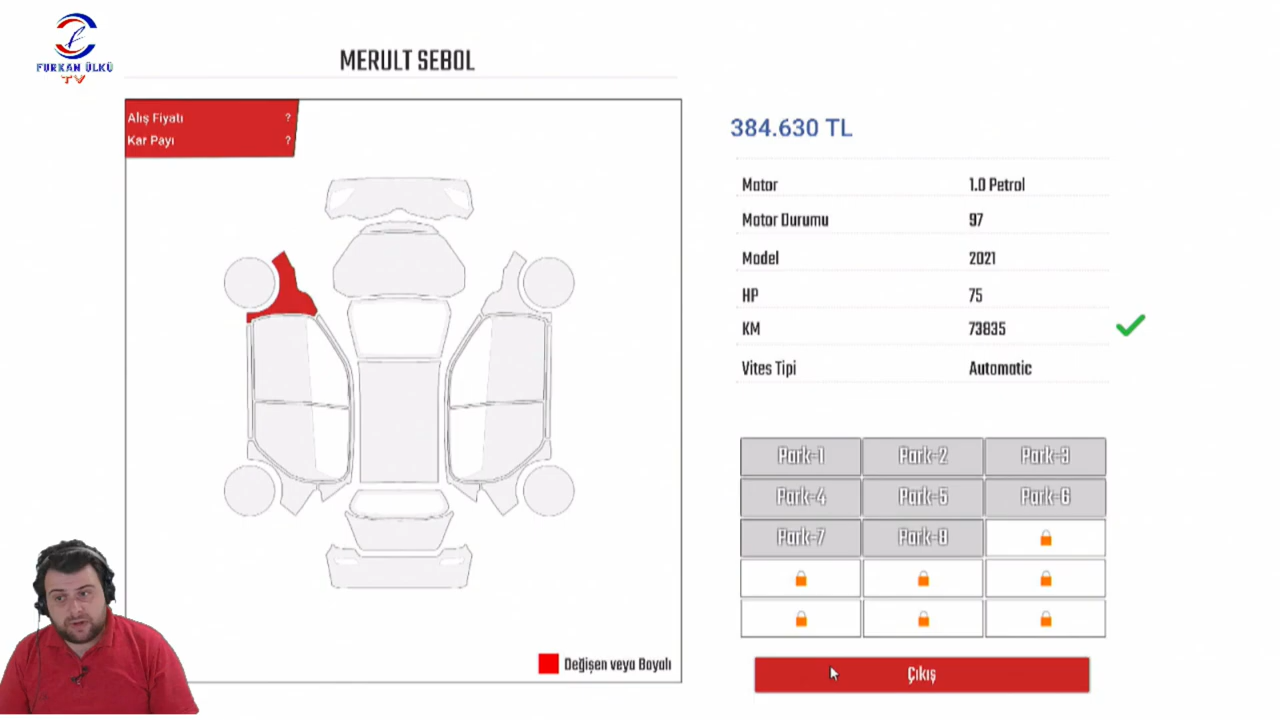 FURKAN ÜLKÜ
TV
MERULT SEBOL
Alış Fiyatı ?
Kar Payı ?
384.630 TL
Motor 1.0 Petrol
Motor Durumu 97
Model 2021
HP 75
KM 73835
Vites Tipi Automatic
Park-1 Park-2 Park-3
Park-4 Park-5 Park-6
Park-7 Park-8
Değişen veya Boyalı
Çıkış